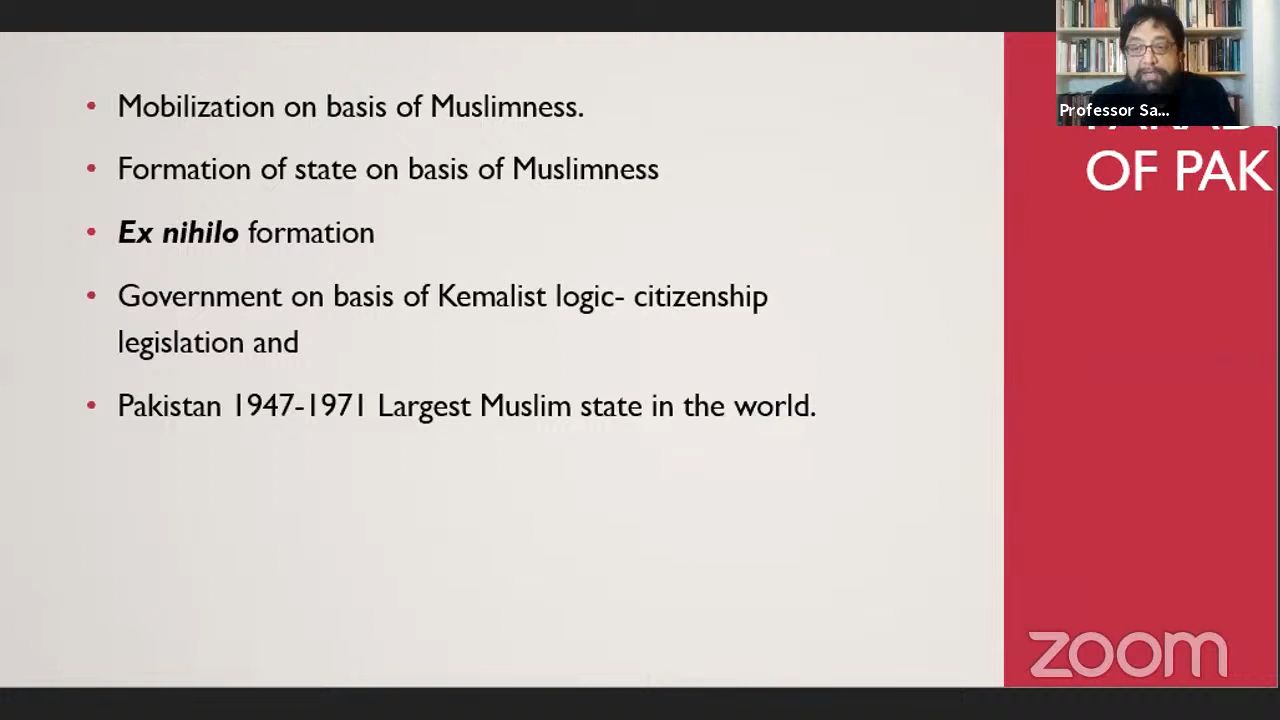 • Mobilization on basis of Muslimness.
• Formation of state on basis of Muslimness
• Ex nihilo formation
• Government on basis of Kemalist logic- citizenship
legislation and
• Pakistan 1947-1971 Largest Muslim state in the world.
Professor Sa...
OF PAK
zoom